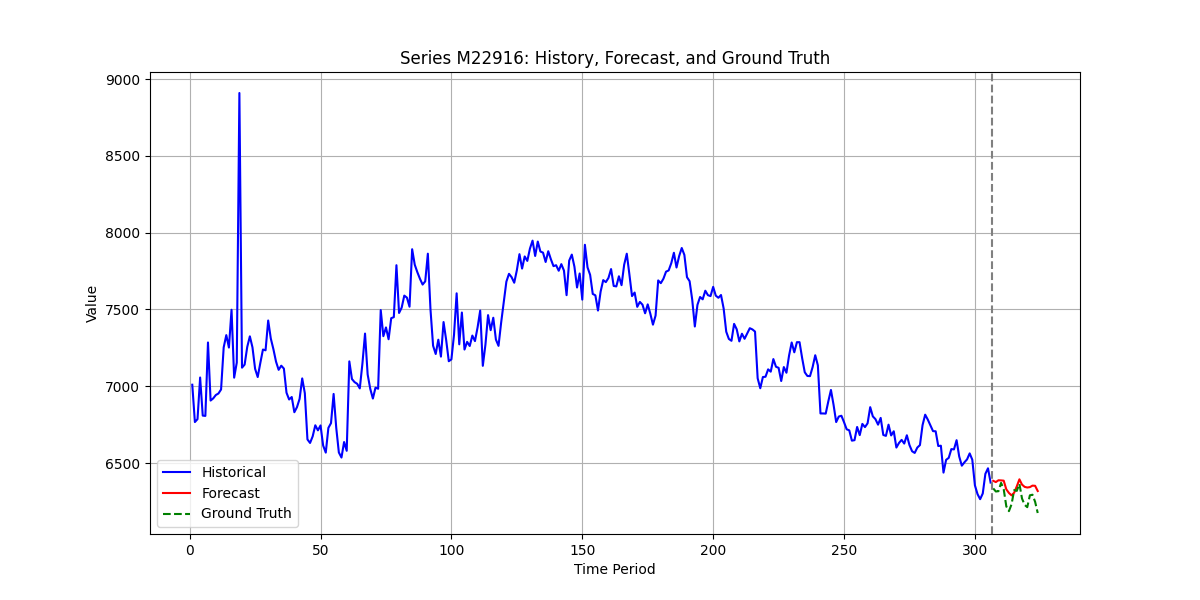 Series M22916: History, Forecast, and Ground Truth
Value
9000
8500
8000
7500
7000
6500
Historical
Forecast
Ground Truth
0 50 100 150 200 250 300
Time Period